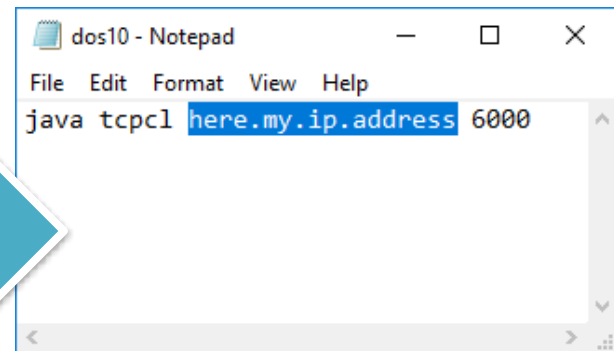 dos10 - Notepad
File Edit Format View Help
java tcpcl here.my.ip.address 6000